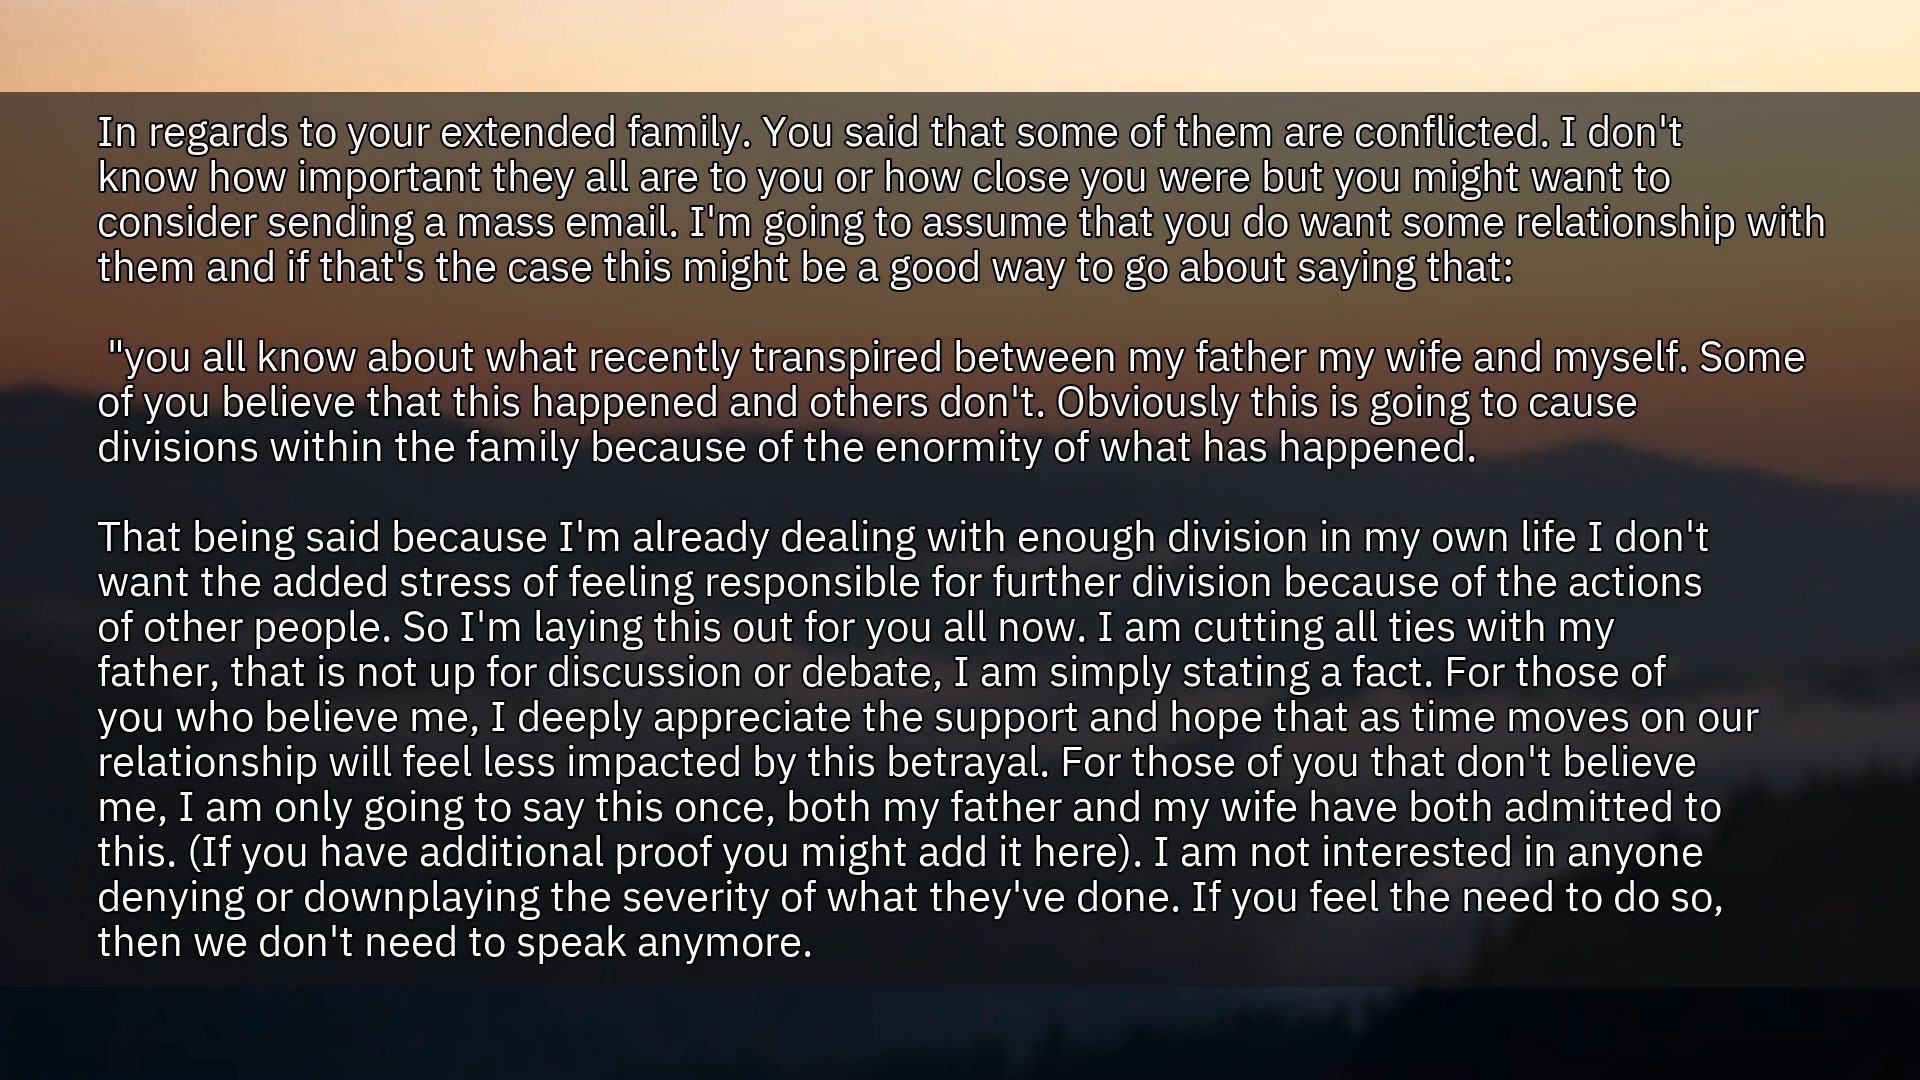 In regards to your extended family. You said that some of them are conflicted. I don't
know how important they all are to you or how close you were but you might want to
consider sending a mass email. I'm going to assume that you do want some relationship with
them and if that's the case this might be a good way to go about saying that:
"you all know about what recently transpired between my father my wife and myself. Some
of you believe that this happened and others don't. Obviously this is going to cause
divisions within the family because of the enormity of what has happened.
That being said because I'm already dealing with enough division in my own life I don't
want the added stress of feeling responsible for further division because of the actions
of other people. So I'm laying this out for you all now. I am cutting all ties with my
father, that is not up for discussion or debate, I am simply stating a fact. For those of
you who believe me, I deeply appreciate the support and hope that as time moves on our
relationship will feel less impacted by this betrayal. For those of you that don't believe
me, I am only going to say this once, both my father and my wife have both admitted to
this. (If you have additional proof you might add it here). I am not interested in anyone
denying or downplaying the severity of what they've done. If you feel the need to do so,
then we don't need to speak anymore.